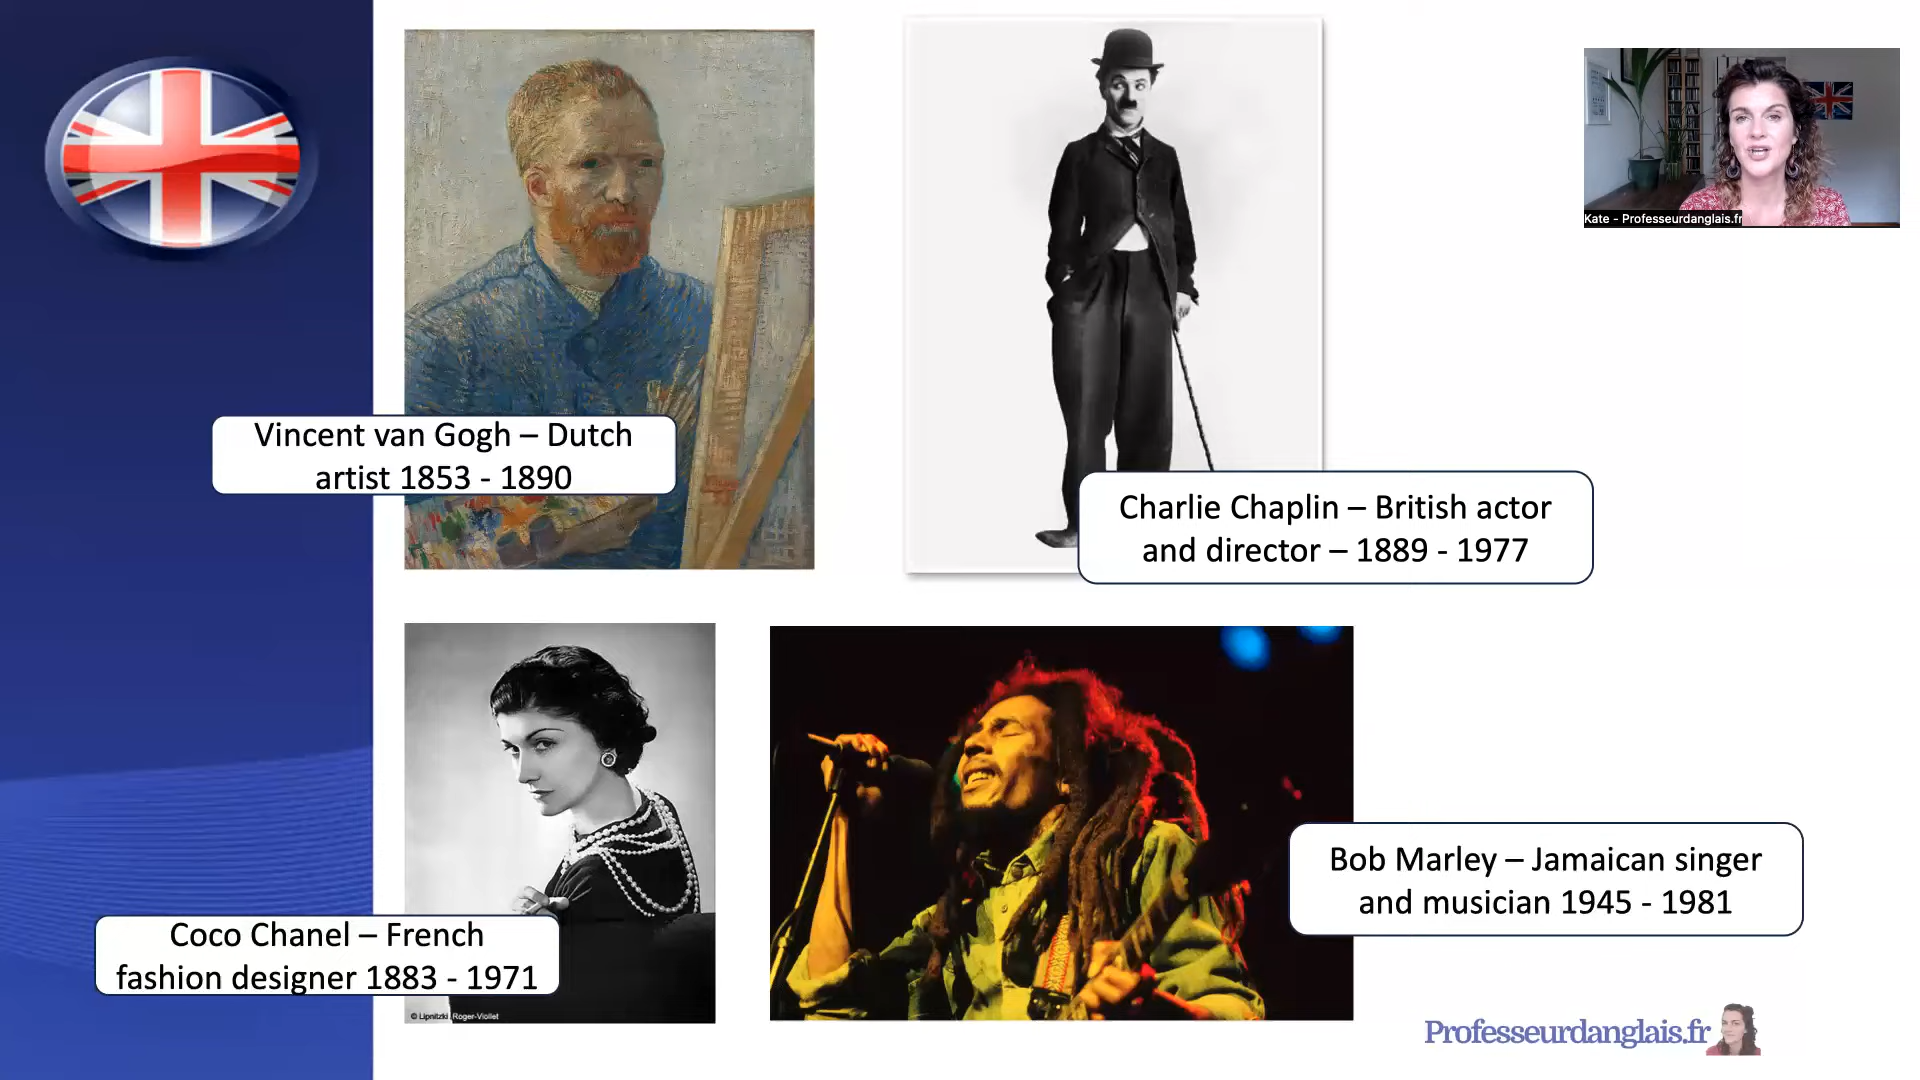 Kate - Professeurdanglais.fr
Vincent van Gogh – Dutch
artist 1853 - 1890
Charlie Chaplin – British actor
and director – 1889 - 1977
Bob Marley – Jamaican singer
and musician 1945 - 1981
Coco Chanel – French
fashion designer 1883 - 1971
© Lipnitzki / Roger-Viollet
Professeurdanglais.fr